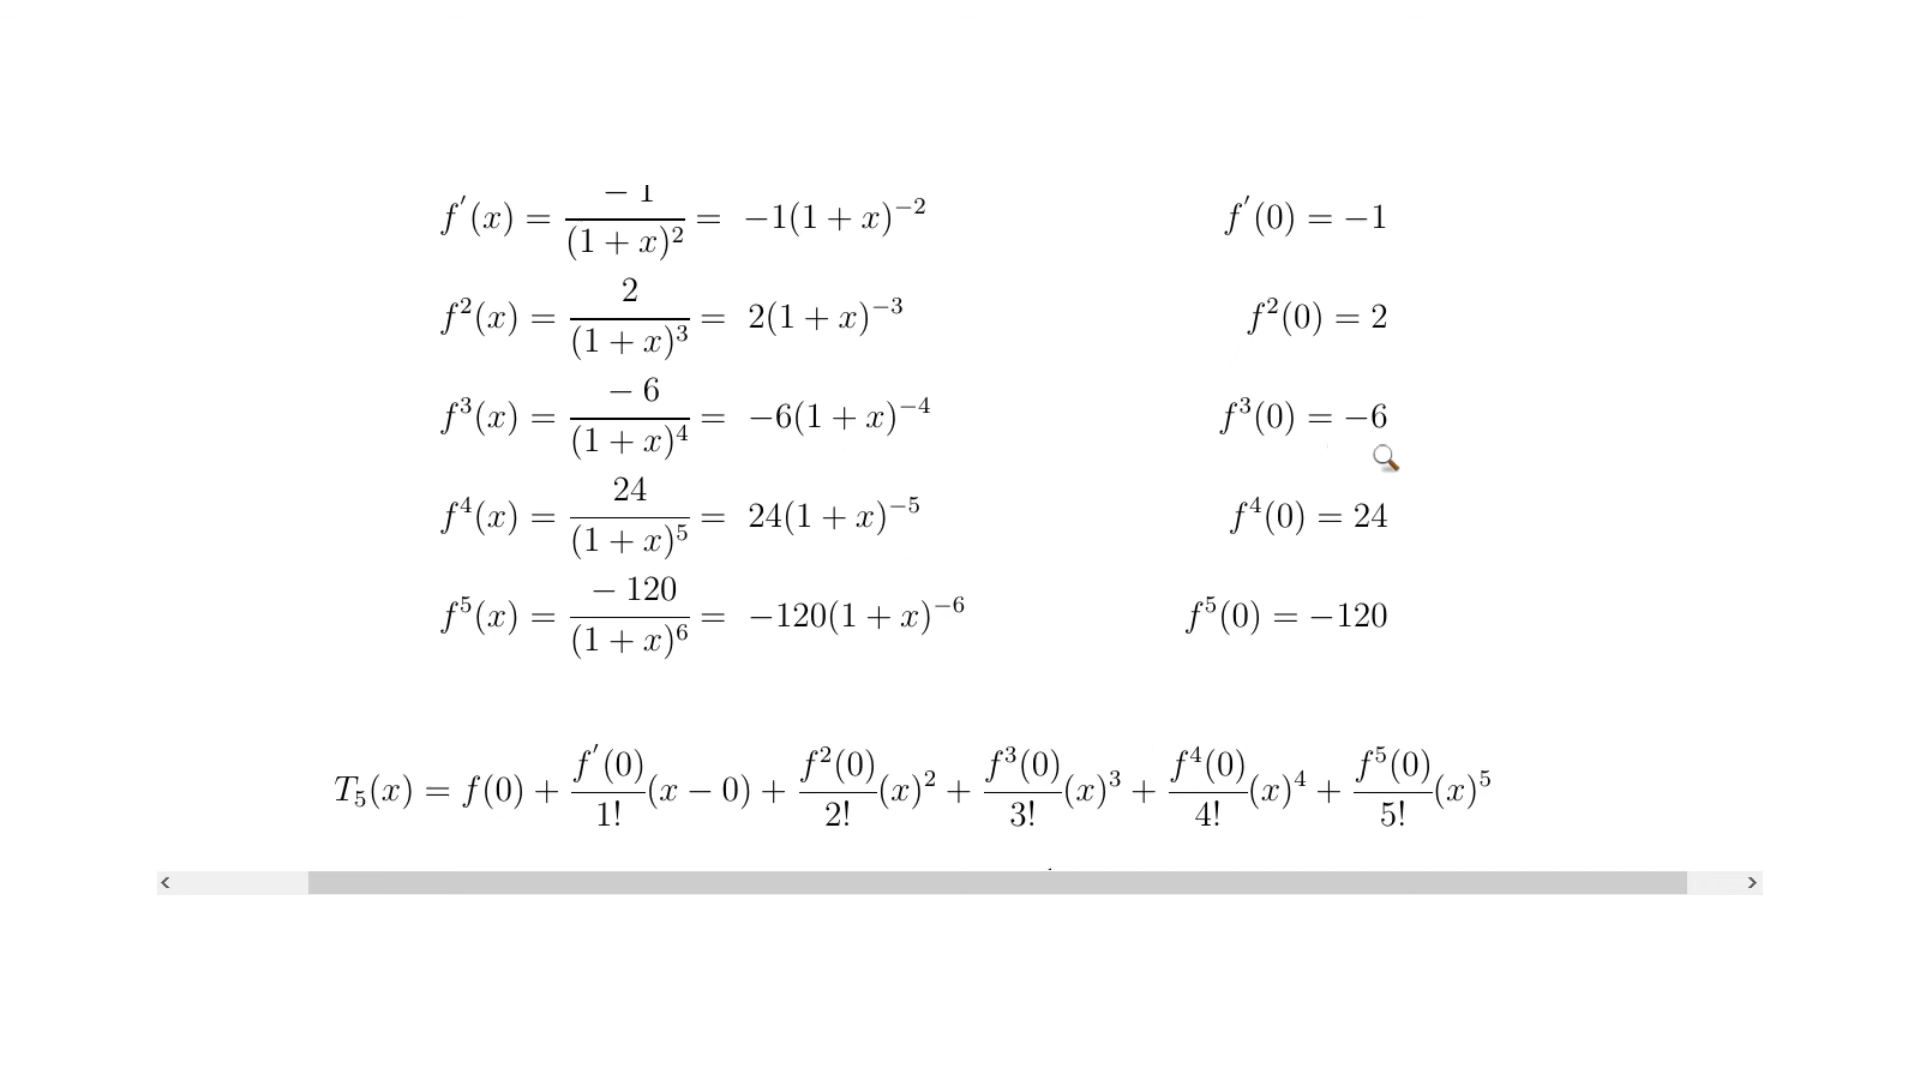 f′(x) = −1/(1 + x)² = −1(1 + x)⁻² f′(0) = −1
f²(x) = 2/(1 + x)³ = 2(1 + x)⁻³ f²(0) = 2
f³(x) = −6/(1 + x)⁴ = −6(1 + x)⁻⁴ f³(0) = −6
f⁴(x) = 24/(1 + x)⁵ = 24(1 + x)⁻⁵ f⁴(0) = 24
f⁵(x) = −120/(1 + x)⁶ = −120(1 + x)⁻⁶ f⁵(0) = −120
T₅(x) = f(0) + f′(0)/1! (x − 0) + f²(0)/2! (x)² + f³(0)/3! (x)³ + f⁴(0)/4! (x)⁴ + f⁵(0)/5! (x)⁵